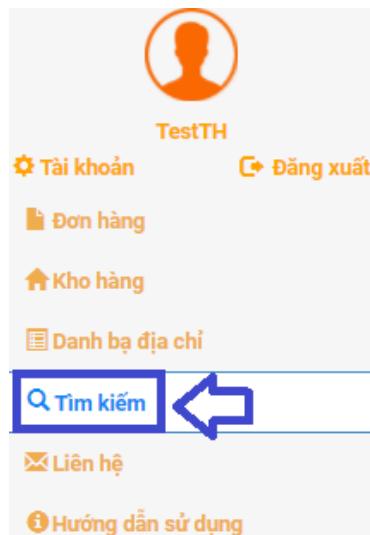 TestTH
Tài khoản Đăng xuất
Đơn hàng
Kho hàng
Danh bạ địa chỉ
Tìm kiếm
Liên hệ
Hướng dẫn sử dụng